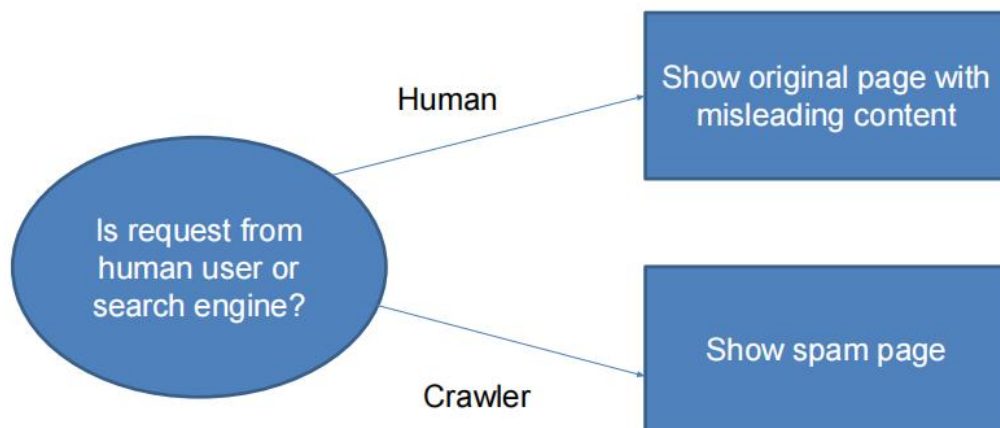 Human
Show original page with
misleading content
Is request from
human user or
search engine?
Show spam page
Crawler